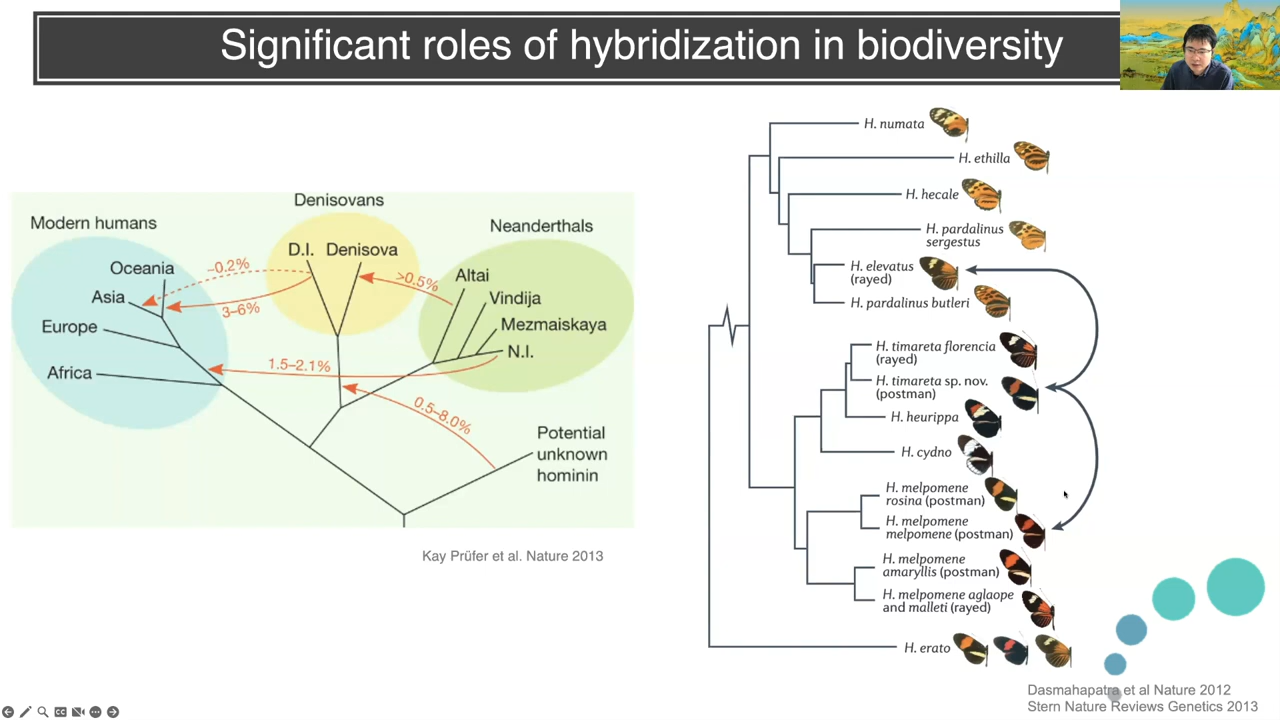 Significant roles of hybridization in biodiversity
Denisovans
Modern humans
Neanderthals
D.I. Denisova
Oceania
~0.2%
>0.5%
Altai
Asia
3–6%
Vindija
Europe
Mezmaiskaya
N.I.
1.5–2.1%
Africa
0.5–8.0%
Potential
unknown
hominin
Kay Prüfer et al. Nature 2013
H. numata
H. ethilla
H. hecale
H. pardalinus
sergestus
H. elevatus
(rayed)
H. pardalinus butleri
H. timareta florencia
(rayed)
H. timareta sp. nov.
(postman)
H. heurippa
H. cydno
H. melpomene
rosina (postman)
H. melpomene
melpomene (postman)
H. melpomene
amaryllis (postman)
H. melpomene aglaope
and malleti (rayed)
H. erato
Dasmahapatra et al Nature 2012
Stern Nature Reviews Genetics 2013
CC